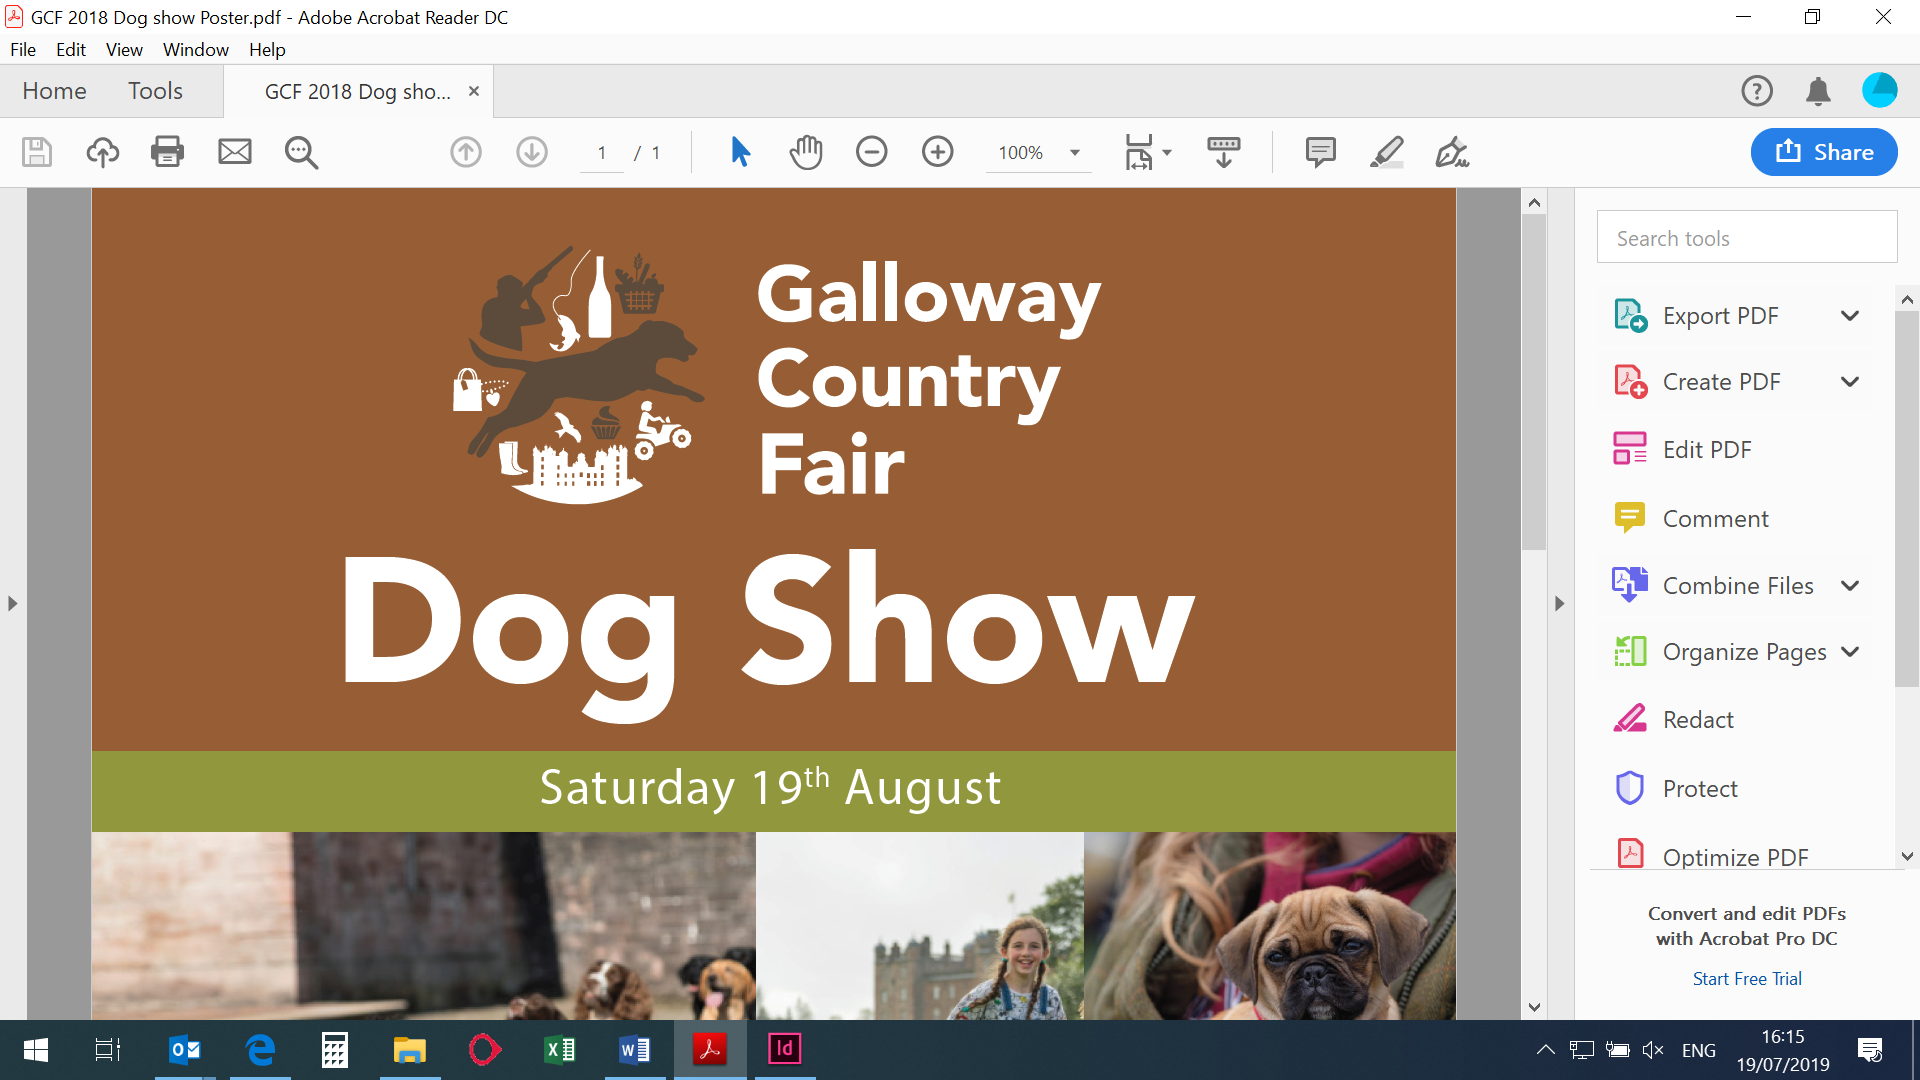 GCF 2018 Dog show Poster.pdf - Adobe Acrobat Reader DC
File Edit View Window Help
Home Tools GCF 2018 Dog sho... ×
1 / 1 100% Share
Search tools
Export PDF
Create PDF
Edit PDF
Comment
Combine Files
Organize Pages
Redact
Protect
Optimize PDF
Convert and edit PDFs
with Acrobat Pro DC
Start Free Trial
Galloway
Country
Fair
Dog Show
Saturday 19th August
Id
ENG
16:15
19/07/2019